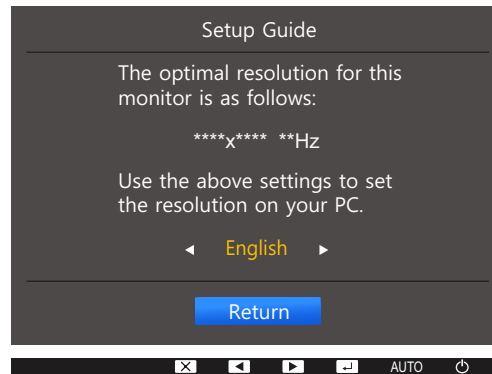 Setup Guide
The optimal resolution for this
monitor is as follows:
****x**** **Hz
Use the above settings to set
the resolution on your PC.
English
Return
AUTO